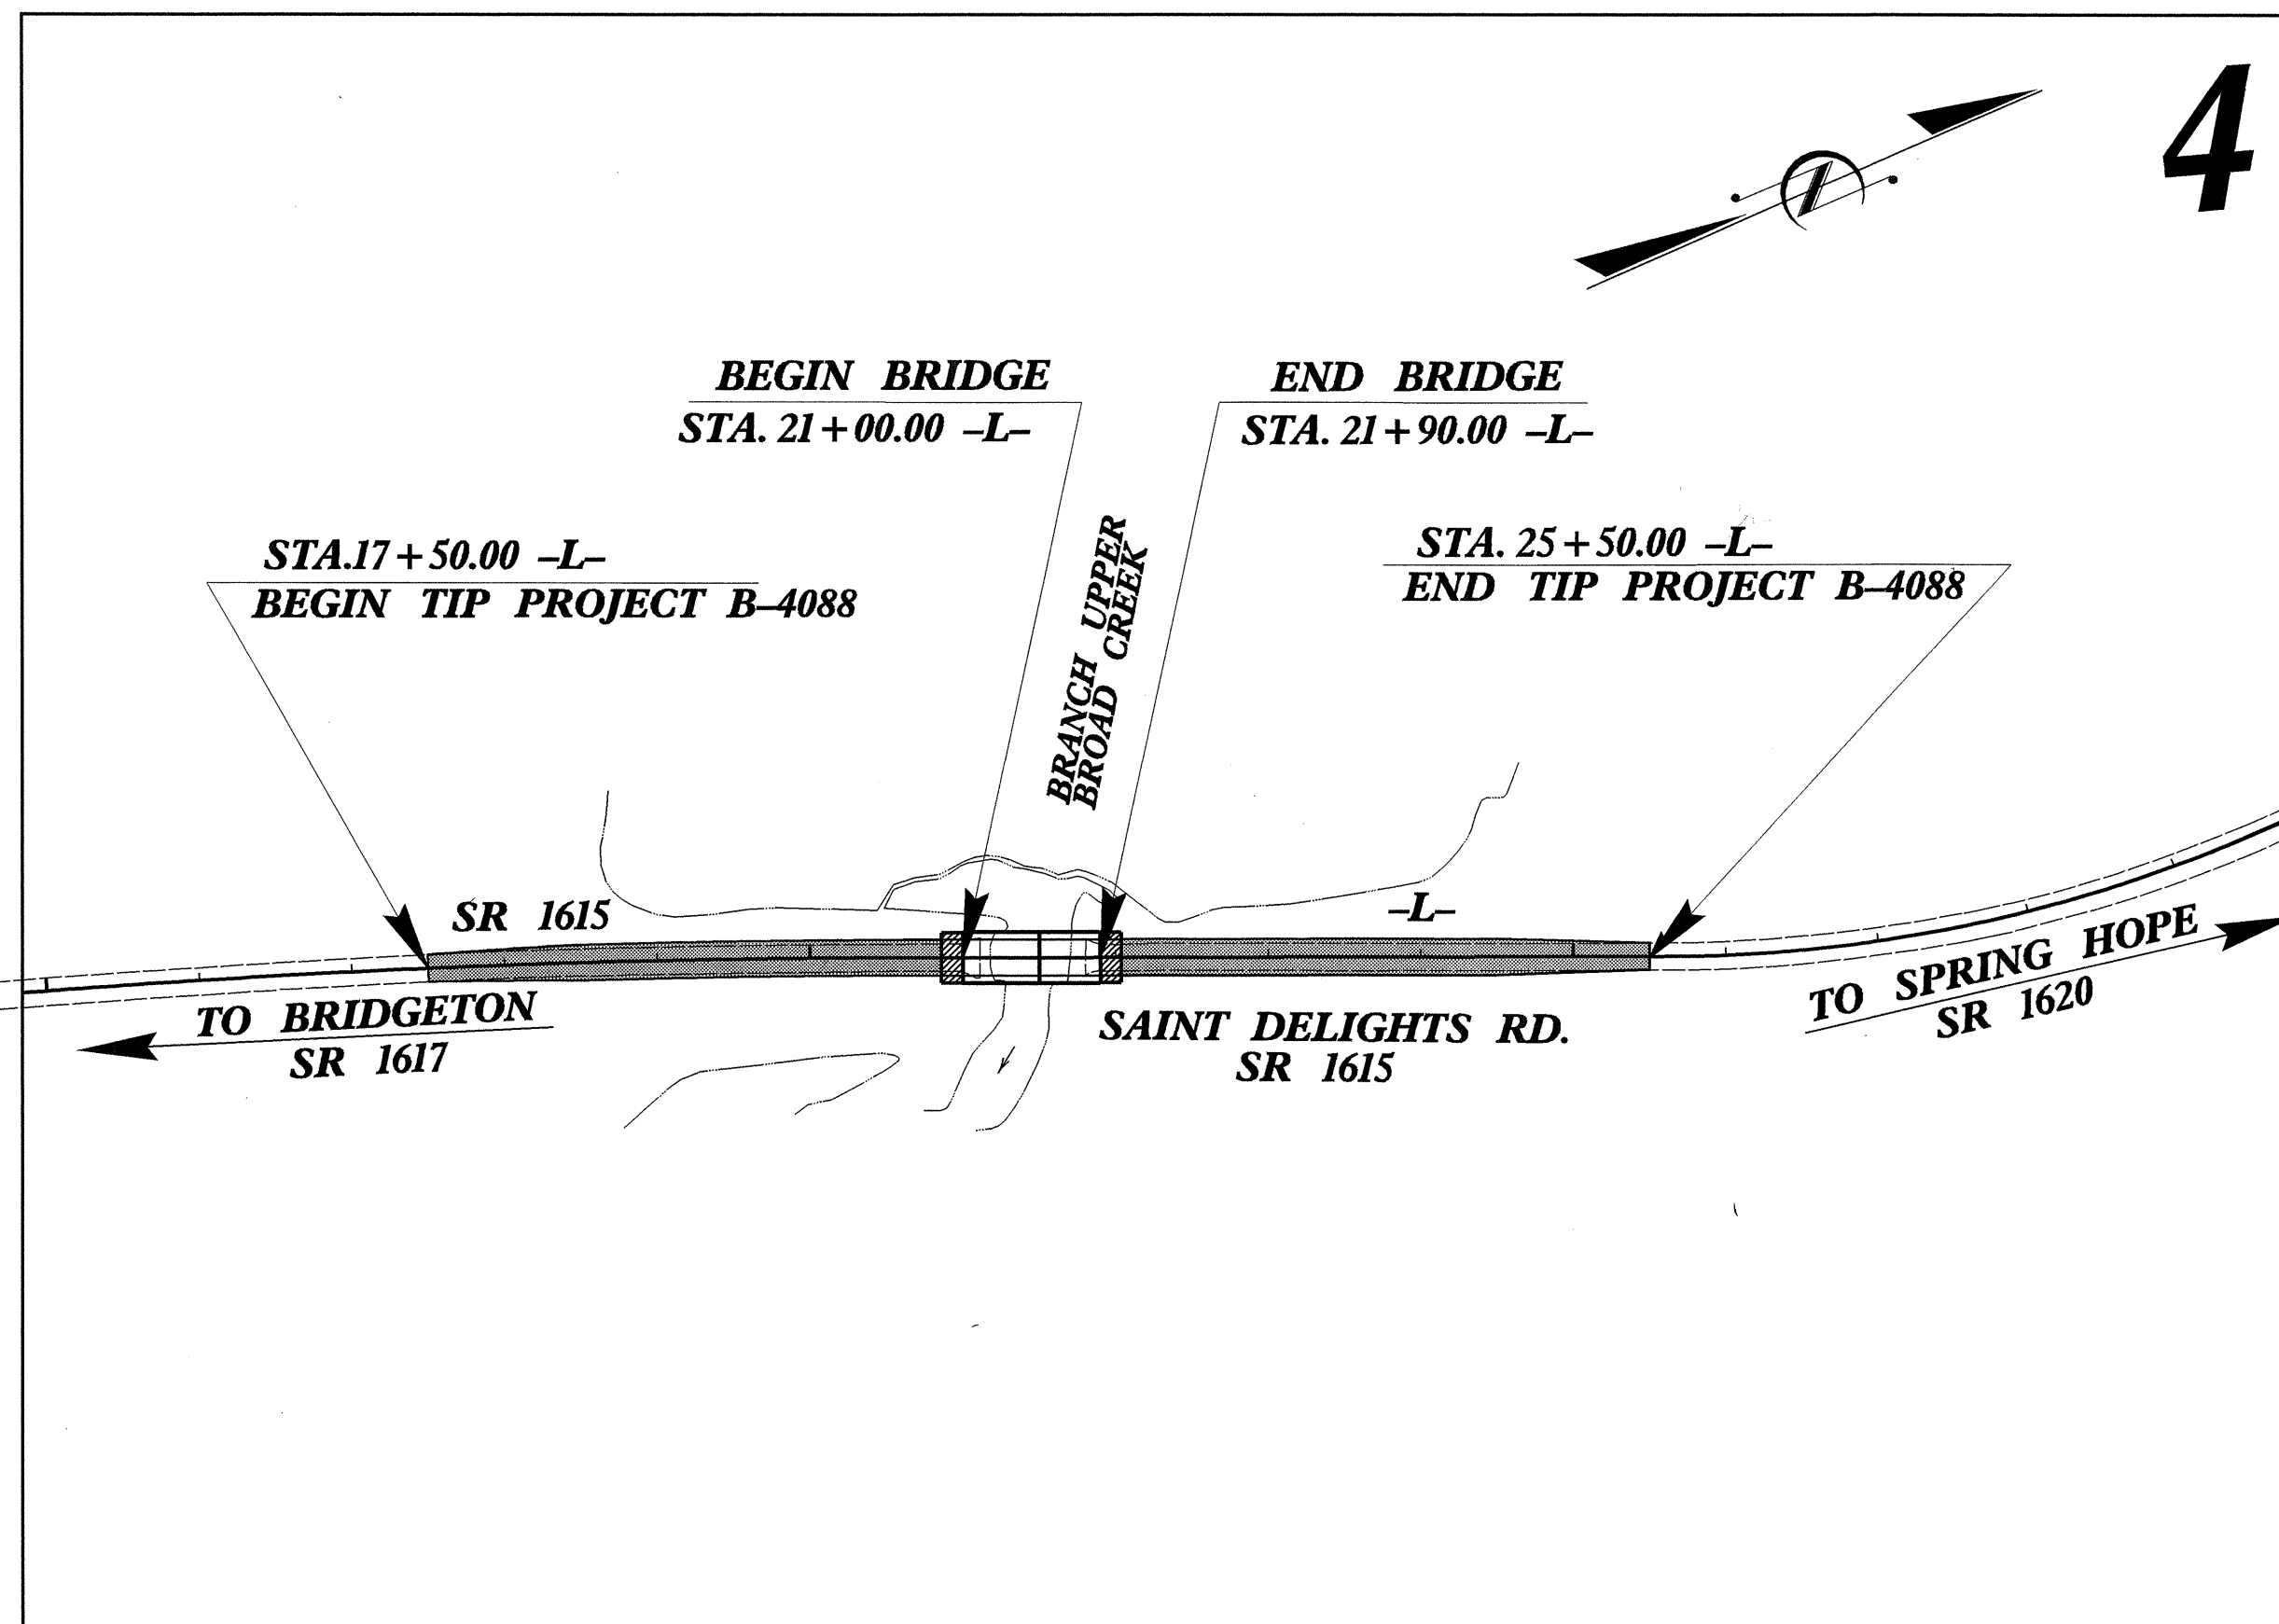 4
N
BEGIN BRIDGE
STA. 21+00.00 –L–
END BRIDGE
STA. 21+90.00 –L–
STA.17+50.00 –L–
BEGIN TIP PROJECT B–4088
STA. 25+50.00 –L–
END TIP PROJECT B–4088
BRANCH UPPER
BROAD CREEK
SR 1615
–L–
TO BRIDGETON
SR 1617
SAINT DELIGHTS RD.
SR 1615
TO SPRING HOPE
SR 1620